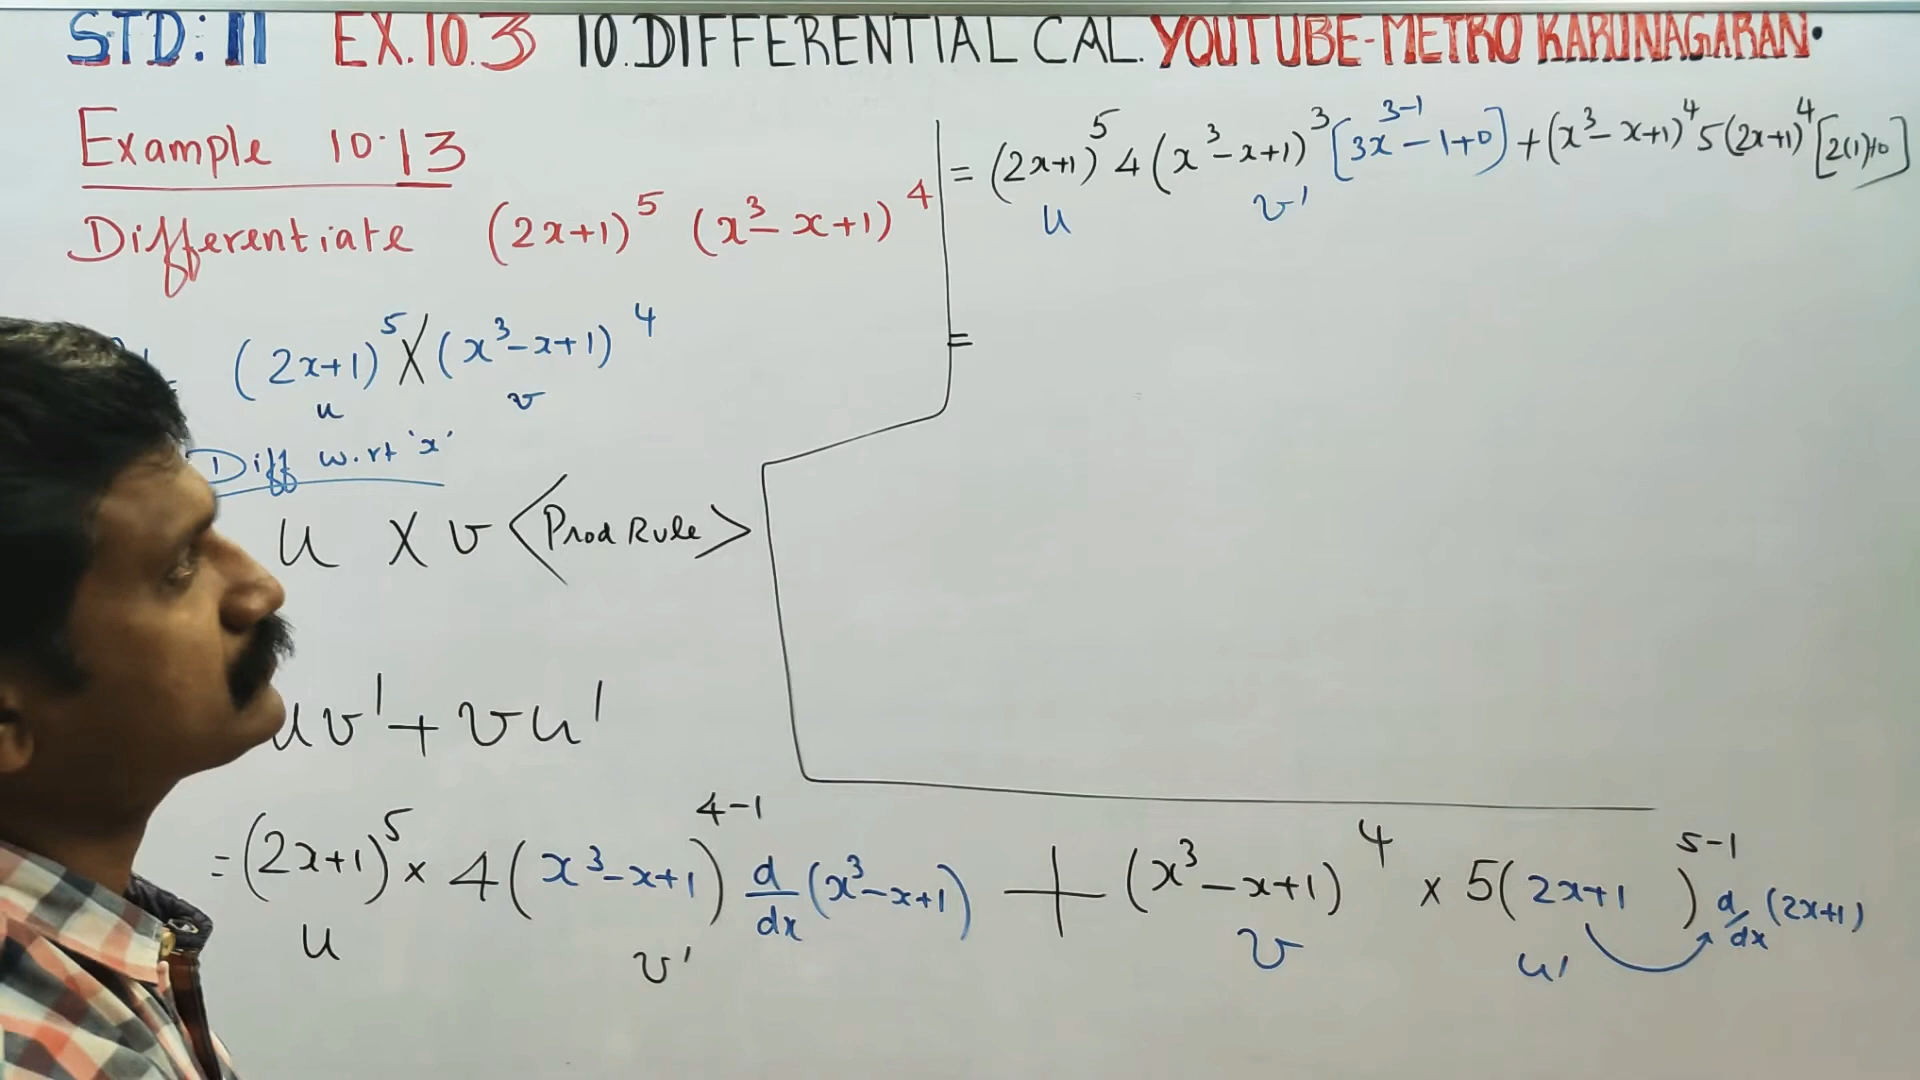 STD: 11 EX.10.3 10.DIFFERENTIAL CAL. YOUTUBE-METRO KARUNAGARAN.
Example 10.13
Differentiate (2x+1)^5 (x^3-x+1)^4
(2x+1)^5 X (x^3-x+1)^4
u v
Diff w.rt 'x'
u X v <Prod Rule>
uv'+vu'
=(2x+1)^5 × 4(x^3-x+1)^{4-1} d/dx (x^3-x+1) + (x^3-x+1)^4 × 5(2x+1)^{5-1} d/dx (2x+1)
u v' v u'
= (2x+1)^5 4(x^3-x+1)^3 [3x^{3-1}-1+0] + (x^3-x+1)^4 5(2x+1)^4 [2(1)+0]
u v'
=